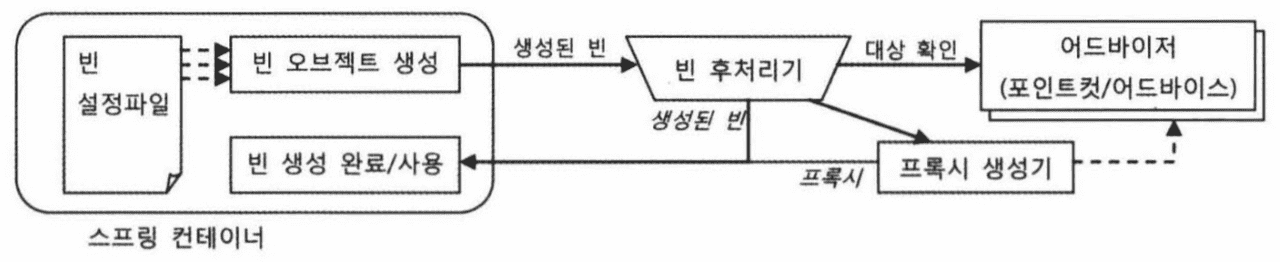 빈
설정파일
빈 오브젝트 생성
생성된 빈
빈 후처리기
대상 확인
어드바이저
(포인트컷/어드바이스)
생성된 빈
빈 생성 완료/사용
프록시
프록시 생성기
스프링 컨테이너